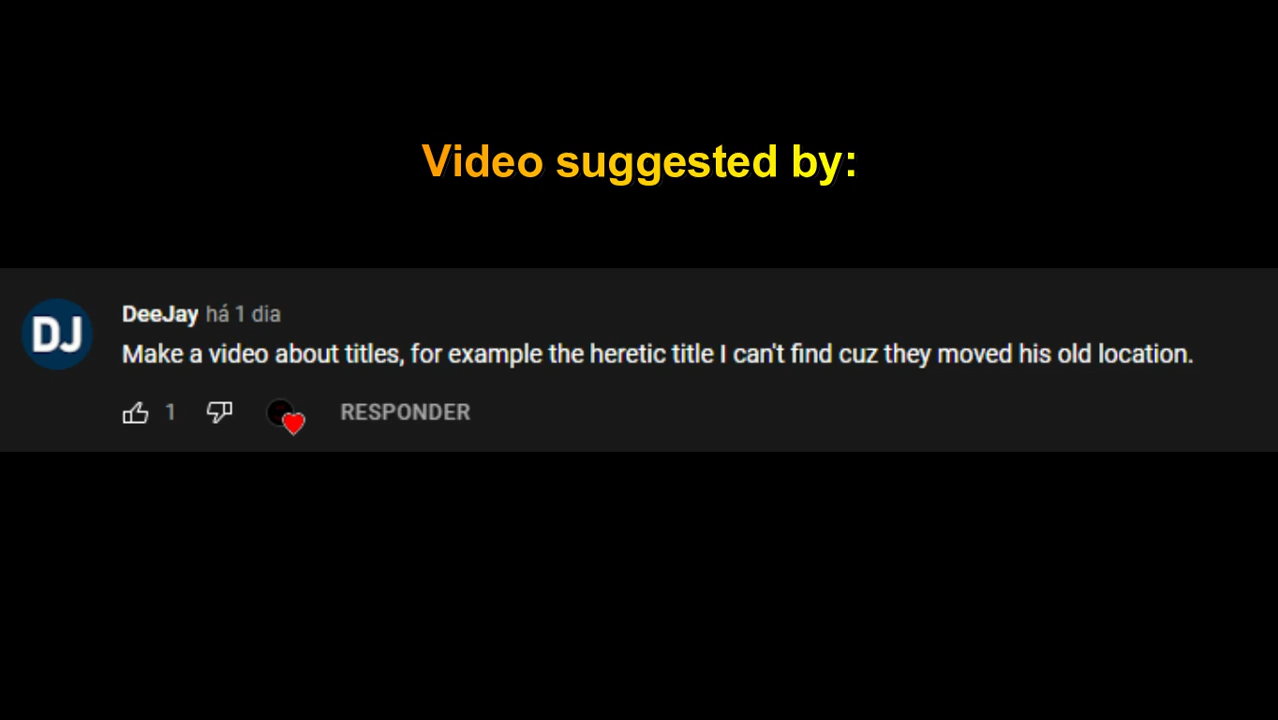 Video suggested by:
DJ
DeeJay há 1 dia
Make a video about titles, for example the heretic title I can't find cuz they moved his old location.
1 RESPONDER